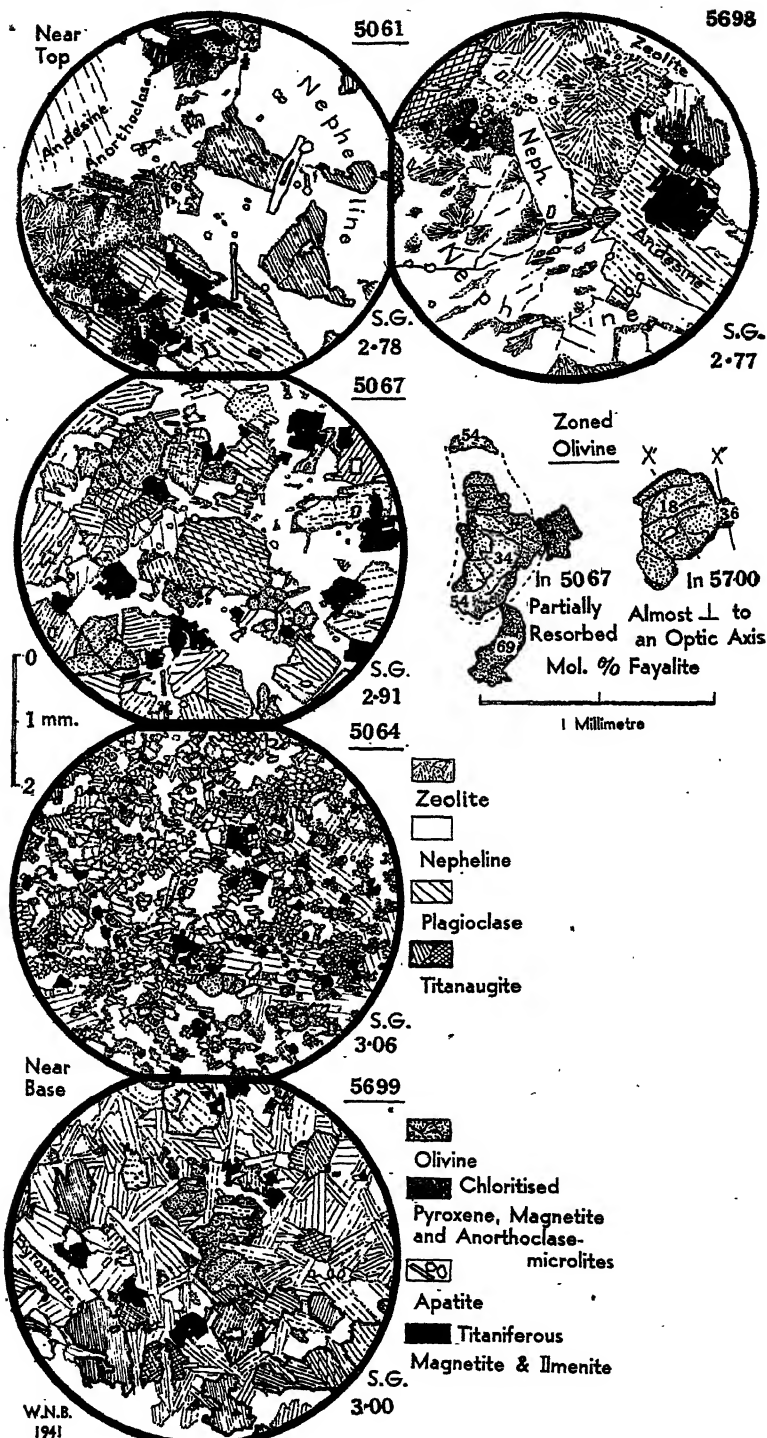 Near
Top
5061
Andesine
Anorthoclase
Nepheline
S.G.
2·78
5698
Zeolite
Neph.
Andesine
Nepheline
S.G.
2·77
5067
S.G.
2·91
Zoned
Olivine
54
34
54
69
In 5067
Partially
Resorbed
X'
X'
18
36
In 5700
Almost ⊥ to
an Optic Axis
Mol. % Fayalite
1 Millimetre
0
1 mm.
2
5064
S.G.
3·06
Zeolite
Nepheline
Plagioclase
Titanaugite
Near
Base
5699
Bytownite
S.G.
3·00
Olivine
Chloritised
Pyroxene, Magnetite
and Anorthoclase-
microlites
Apatite
Titaniferous
Magnetite & Ilmenite
W.N.B.
1941